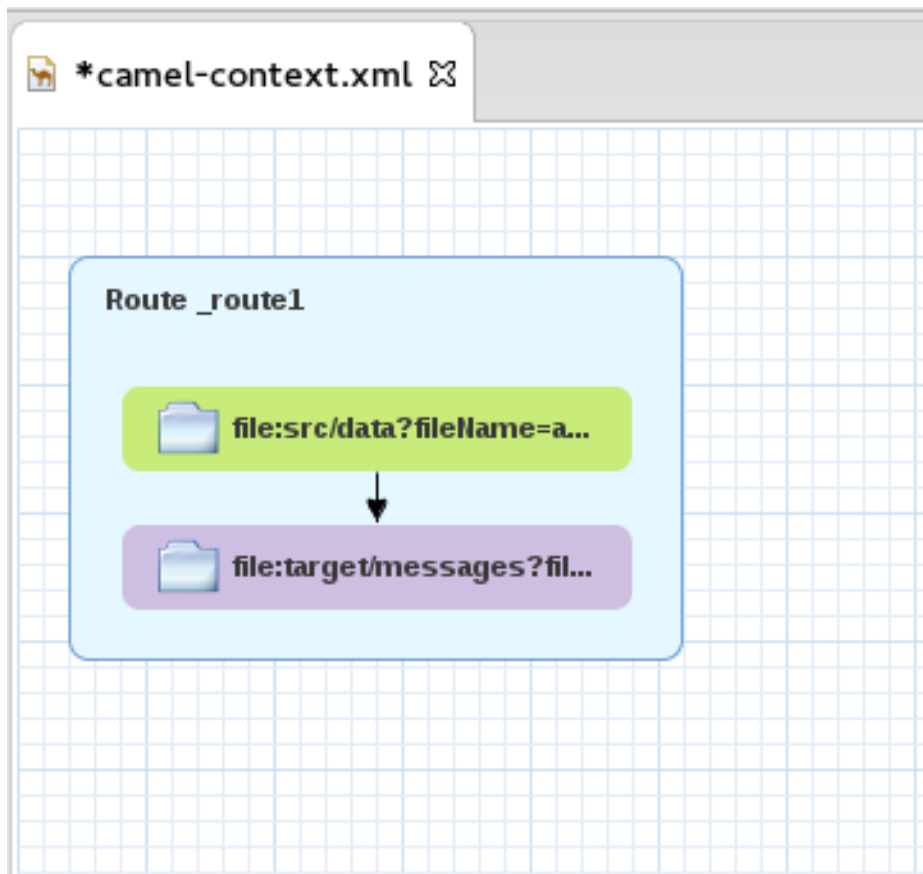 *camel-context.xml
Route _route1
file:src/data?fileName=a...
file:target/messages?fil...